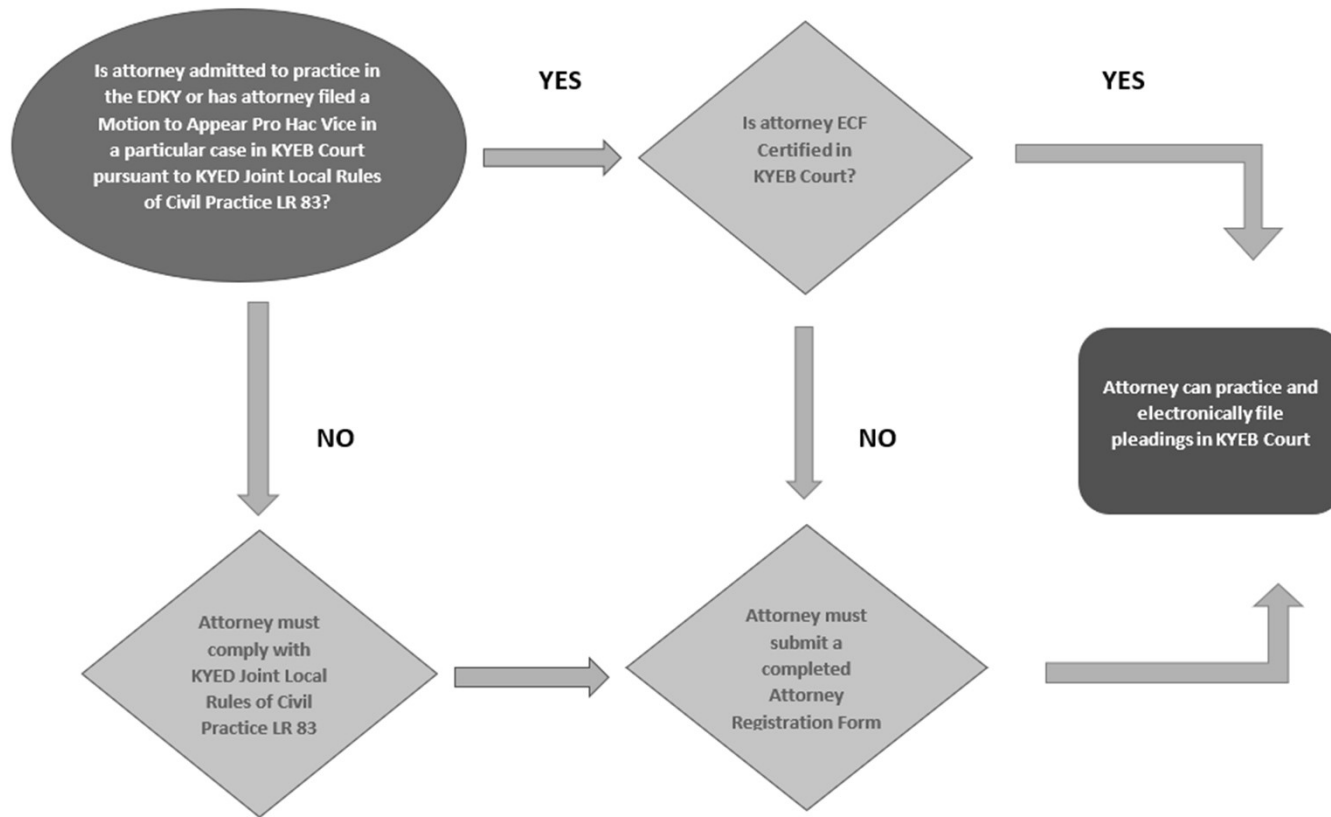 Is attorney admitted to practice in
the EDKY or has attorney filed a
Motion to Appear Pro Hac Vice in
a particular case in KYEB Court
pursuant to KYED Joint Local Rules
of Civil Practice LR 83?
YES
Is attorney ECF
Certified in
KYEB Court?
YES
Attorney can practice and
electronically file
pleadings in KYEB Court
NO
NO
Attorney must
comply with
KYED Joint Local
Rules of Civil
Practice LR 83
Attorney must
submit a
completed
Attorney
Registration Form